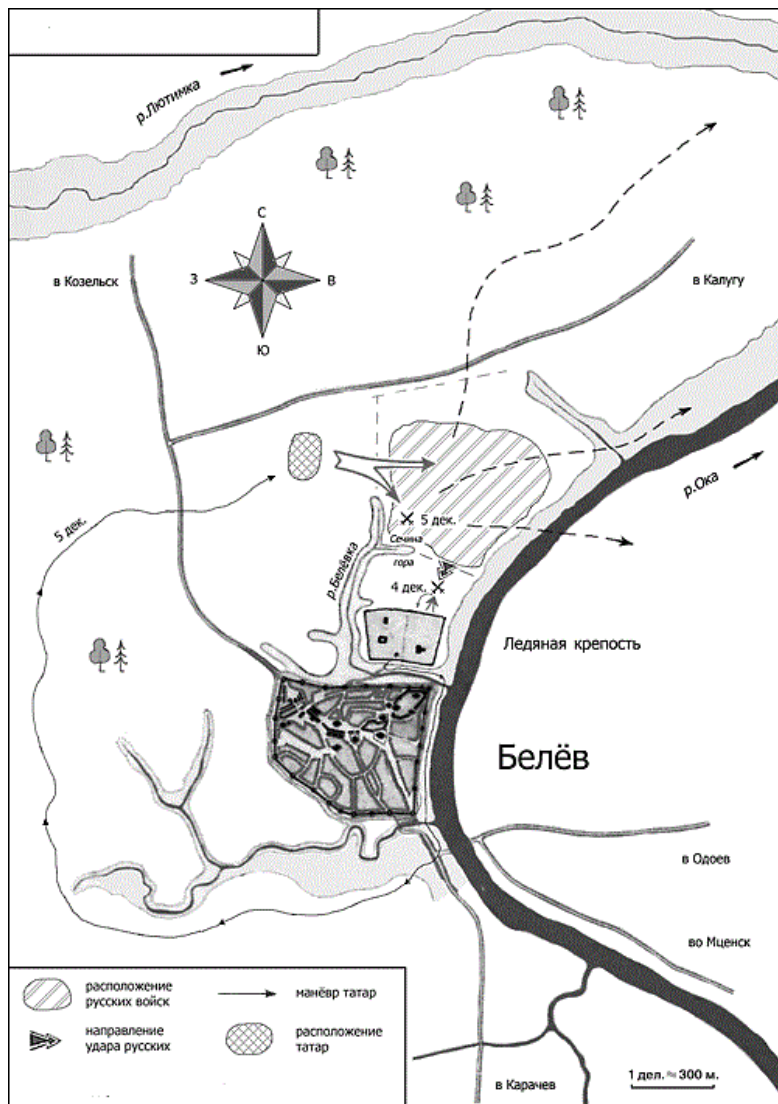 р.Лютимка
С
З
В
Ю
в Козельск
в Калугу
5 дек.
р.Ока
5 дек.
Сечина
гора
р.Белёвка
4 дек.
Ледяная крепость
Белёв
в Одоев
во Мценск
расположение
русских войск
манёвр татар
направление
удара русских
расположение
татар
в Карачев
1 дел. ≈ 300 м.